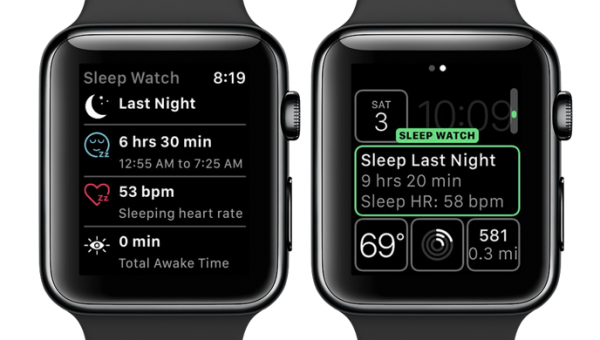 Sleep Watch 8:19
Last Night
6 hrs 30 min
12:55 AM to 7:25 AM
53 bpm
Sleeping heart rate
0 min
Total Awake Time
SAT
3
10:09
SLEEP WATCH
Sleep Last Night
9 hrs 20 min
Sleep HR: 58 bpm
69°
581
0.3 mi